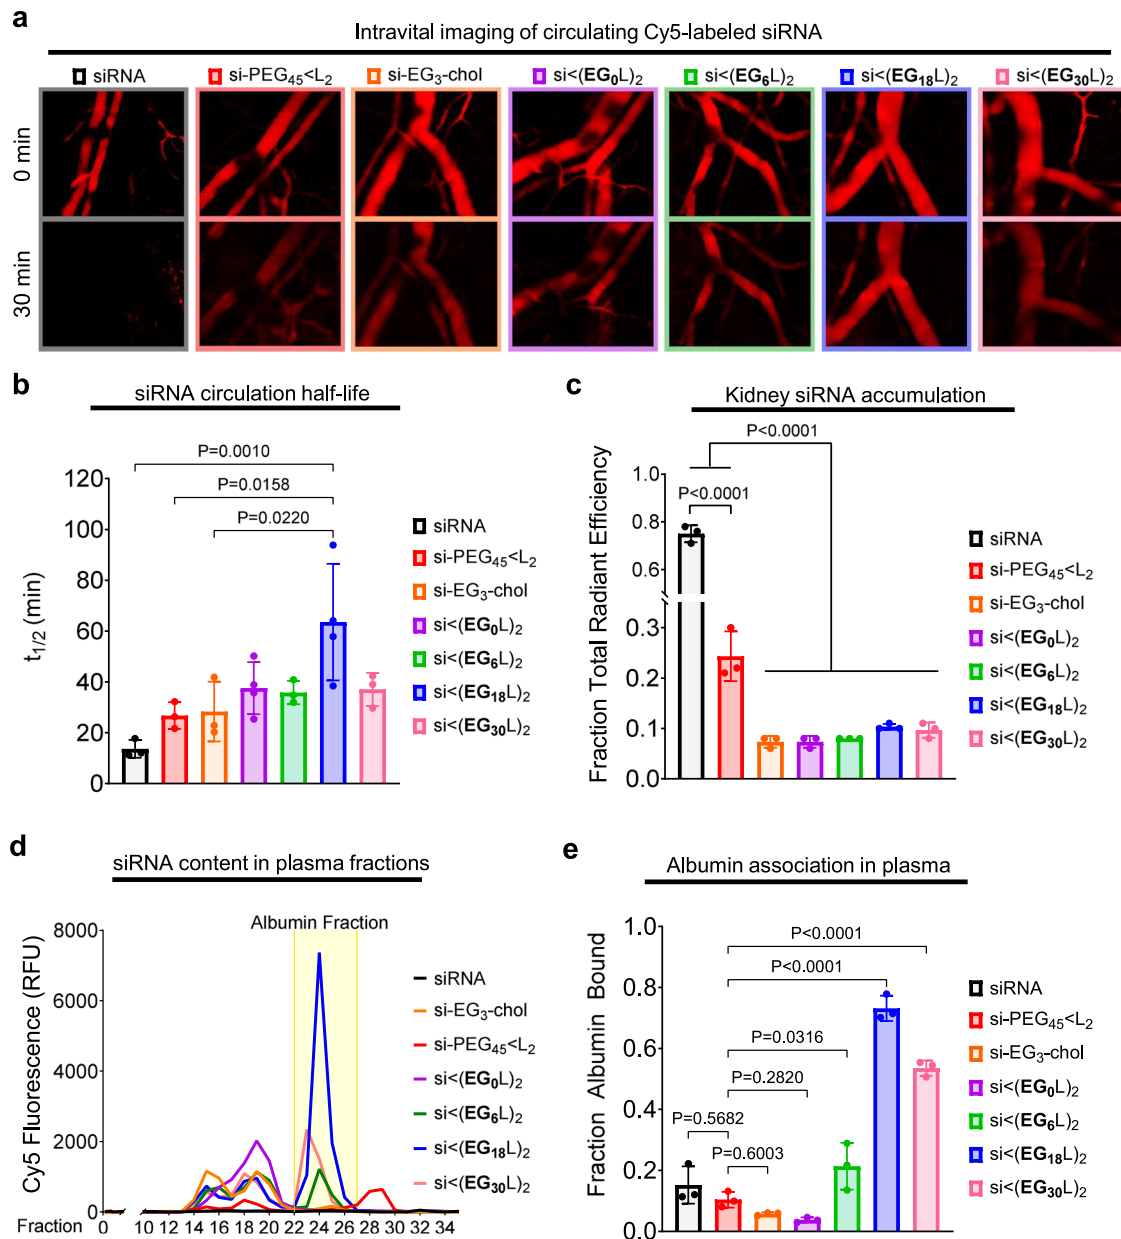 a
Intravital imaging of circulating Cy5-labeled siRNA
siRNA si-PEG45<L2 si-EG3-chol si<(EG0L)2 si<(EG6L)2 si<(EG18L)2 si<(EG30L)2
0 min
30 min
b
siRNA circulation half-life
P=0.0010
P=0.0158
P=0.0220
t1/2 (min)
120
100
80
60
40
20
0
siRNA
si-PEG45<L2
si-EG3-chol
si<(EG0L)2
si<(EG6L)2
si<(EG18L)2
si<(EG30L)2
c
Kidney siRNA accumulation
P<0.0001
P<0.0001
Fraction Total Radiant Efficiency
1.0
0.8
0.6
0.3
0.2
0.1
0.0
siRNA
si-PEG45<L2
si-EG3-chol
si<(EG0L)2
si<(EG6L)2
si<(EG18L)2
si<(EG30L)2
d
siRNA content in plasma fractions
Albumin Fraction
Cy5 Fluorescence (RFU)
8000
6000
4000
2000
0
Fraction 0 10 12 14 16 18 20 22 24 26 28 30 32 34
siRNA
si-EG3-chol
si-PEG45<L2
si<(EG0L)2
si<(EG6L)2
si<(EG18L)2
si<(EG30L)2
e
Albumin association in plasma
P<0.0001
P<0.0001
P=0.0316
P=0.2820
P=0.5682
P=0.6003
Fraction Albumin Bound
1.0
0.8
0.6
0.4
0.2
0.0
siRNA
si-PEG45<L2
si-EG3-chol
si<(EG0L)2
si<(EG6L)2
si<(EG18L)2
si<(EG30L)2